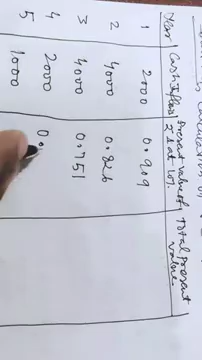 Year Cash inflow Present value of ₹1 at 10% Total present value
1 2000 0.909
2 4000 0.826
3 4000 0.751
4 2000 0.
5 1000